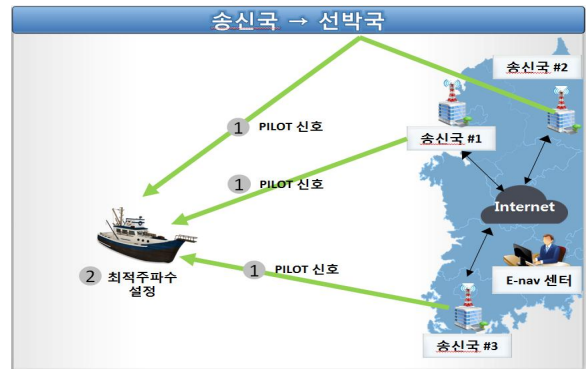 송신국 → 선박국
송신국 #2
1 PILOT 신호
송신국 #1
1 PILOT 신호
Internet
1 PILOT 신호
2 최적주파수
설정
E-nav 센터
송신국 #3